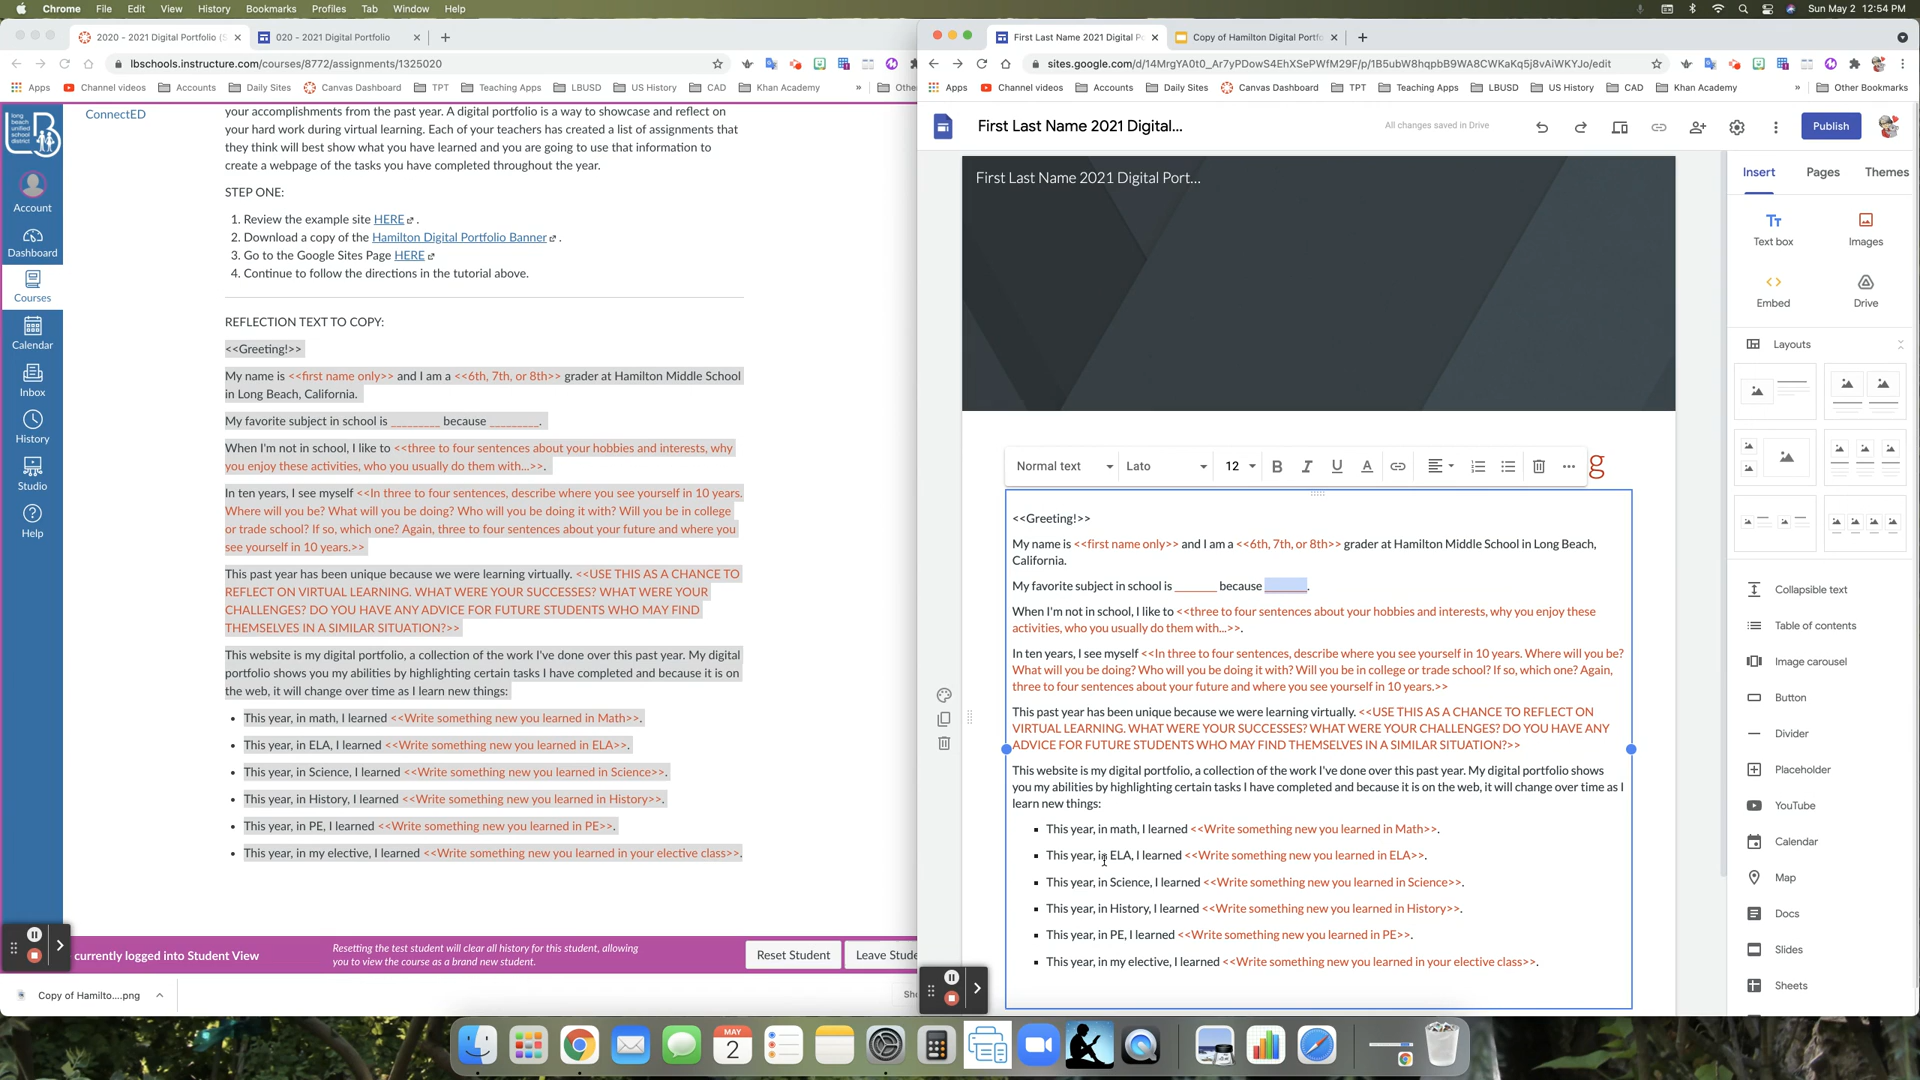 Chrome File Edit View History Bookmarks Profiles Tab Window Help
Sun May 2 12:54 PM
2020 - 2021 Digital Portfolio (S
020 - 2021 Digital Portfolio
lbschools.instructure.com/courses/8772/assignments/1325020
Apps Channel videos Accounts Daily Sites Canvas Dashboard TPT Teaching Apps LBUSD US History CAD Khan Academy » Othe
long beach unified school district
Account
Dashboard
Courses
Calendar
Inbox
History
Studio
Help
ConnectED
your accomplishments from the past year. A digital portfolio is a way to showcase and reflect on
your hard work during virtual learning. Each of your teachers has created a list of assignments that
they think will best show what you have learned and you are going to use that information to
create a webpage of the tasks you have completed throughout the year.
STEP ONE:
1. Review the example site HERE .
2. Download a copy of the Hamilton Digital Portfolio Banner .
3. Go to the Google Sites Page HERE
4. Continue to follow the directions in the tutorial above.
REFLECTION TEXT TO COPY:
<<Greeting!>>
My name is <<first name only>> and I am a <<6th, 7th, or 8th>> grader at Hamilton Middle School
in Long Beach, California.
My favorite subject in school is _________ because _________.
When I'm not in school, I like to <<three to four sentences about your hobbies and interests, why
you enjoy these activities, who you usually do them with...>>.
In ten years, I see myself <<In three to four sentences, describe where you see yourself in 10 years.
Where will you be? What will you be doing? Who will you be doing it with? Will you be in college
or trade school? If so, which one? Again, three to four sentences about your future and where you
see yourself in 10 years.>>
This past year has been unique because we were learning virtually. <<USE THIS AS A CHANCE TO
REFLECT ON VIRTUAL LEARNING. WHAT WERE YOUR SUCCESSES? WHAT WERE YOUR
CHALLENGES? DO YOU HAVE ANY ADVICE FOR FUTURE STUDENTS WHO MAY FIND
THEMSELVES IN A SIMILAR SITUATION?>>
This website is my digital portfolio, a collection of the work I've done over this past year. My digital
portfolio shows you my abilities by highlighting certain tasks I have completed and because it is on
the web, it will change over time as I learn new things:
• This year, in math, I learned <<Write something new you learned in Math>>.
• This year, in ELA, I learned <<Write something new you learned in ELA>>.
• This year, in Science, I learned <<Write something new you learned in Science>>.
• This year, in History, I learned <<Write something new you learned in History>>.
• This year, in PE, I learned <<Write something new you learned in PE>>.
• This year, in my elective, I learned <<Write something new you learned in your elective class>>.
currently logged into Student View
Resetting the test student will clear all history for this student, allowing
you to view the course as a brand new student.
Reset Student
Leave Stude
Copy of Hamilto....png
Sho
First Last Name 2021 Digital Po
Copy of Hamilton Digital Portfo
sites.google.com/d/14MrgYA0t0_Ar7yPDowS4EhXSePWfM29F/p/1B5ubW8hqpbB9WA8CWKaKq5j8vAiWKYJo/edit
Apps Channel videos Accounts Daily Sites Canvas Dashboard TPT Teaching Apps LBUSD US History CAD Khan Academy » Other Bookmarks
First Last Name 2021 Digital...
All changes saved in Drive
Publish
First Last Name 2021 Digital Port...
Normal text Lato 12 B I U A
g
<<Greeting!>>
My name is <<first name only>> and I am a <<6th, 7th, or 8th>> grader at Hamilton Middle School in Long Beach,
California.
My favorite subject in school is ________ because ________.
When I'm not in school, I like to <<three to four sentences about your hobbies and interests, why you enjoy these
activities, who you usually do them with...>>.
In ten years, I see myself <<In three to four sentences, describe where you see yourself in 10 years. Where will you be?
What will you be doing? Who will you be doing it with? Will you be in college or trade school? If so, which one? Again,
three to four sentences about your future and where you see yourself in 10 years.>>
This past year has been unique because we were learning virtually. <<USE THIS AS A CHANCE TO REFLECT ON
VIRTUAL LEARNING. WHAT WERE YOUR SUCCESSES? WHAT WERE YOUR CHALLENGES? DO YOU HAVE ANY
ADVICE FOR FUTURE STUDENTS WHO MAY FIND THEMSELVES IN A SIMILAR SITUATION?>>
This website is my digital portfolio, a collection of the work I've done over this past year. My digital portfolio shows
you my abilities by highlighting certain tasks I have completed and because it is on the web, it will change over time as I
learn new things:
▪ This year, in math, I learned <<Write something new you learned in Math>>.
▪ This year, in ELA, I learned <<Write something new you learned in ELA>>.
▪ This year, in Science, I learned <<Write something new you learned in Science>>.
▪ This year, in History, I learned <<Write something new you learned in History>>.
▪ This year, in PE, I learned <<Write something new you learned in PE>>.
▪ This year, in my elective, I learned <<Write something new you learned in your elective class>>.
Insert Pages Themes
Text box
Images
Embed
Drive
Layouts
Collapsible text
Table of contents
Image carousel
Button
Divider
Placeholder
YouTube
Calendar
Map
Docs
Slides
Sheets
MAY
2